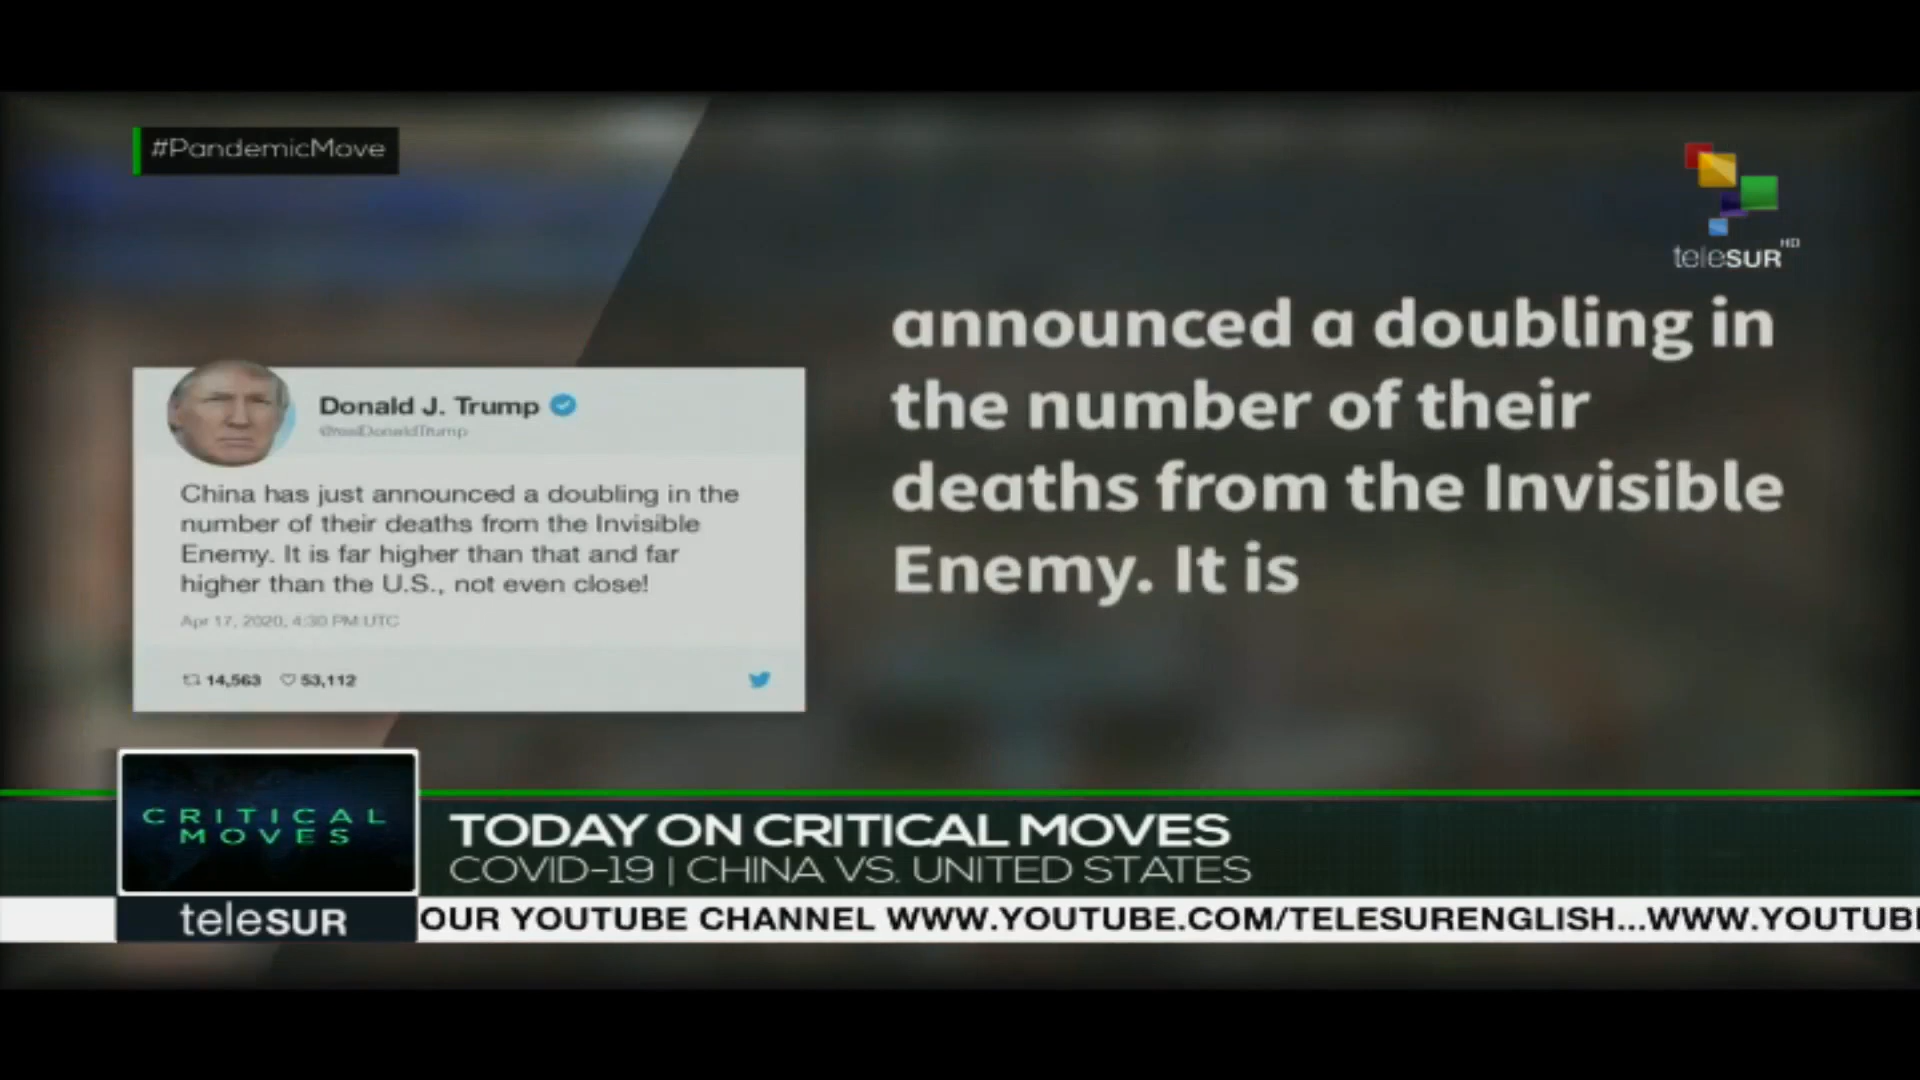 #PandemicMove
teleSUR HD
announced a doubling in
the number of their
deaths from the Invisible
Enemy. It is
Donald J. Trump
@realDonaldTrump
China has just announced a doubling in the
number of their deaths from the Invisible
Enemy. It is far higher than that and far
higher than the U.S., not even close!
Apr 17, 2020, 4:30 PM UTC
14,563 53,112
CRITICAL
MOVES
TODAY ON CRITICAL MOVES
COVID-19 | CHINA VS. UNITED STATES
teleSUR
OUR YOUTUBE CHANNEL WWW.YOUTUBE.COM/TELESURENGLISH...WWW.YOUTUB